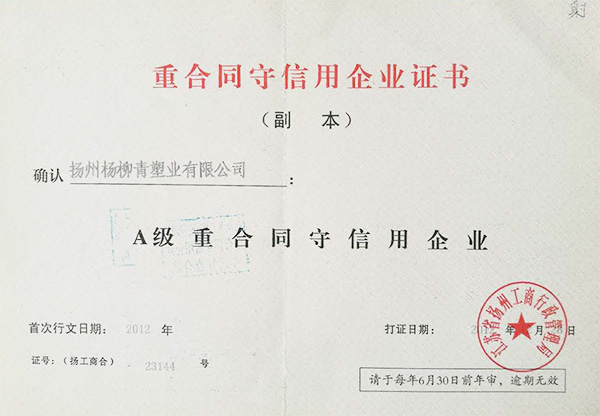 重合同守信用企业证书
（副 本）
确认 扬州杨柳青塑业有限公司：
A级 重合同守信用企业
首次行文日期： 2012 年
打证日期： 年 月 日
证号：（扬工商合） 23144 号
江苏省扬州工商行政管理局
请于每年6月30日前年审，逾期无效